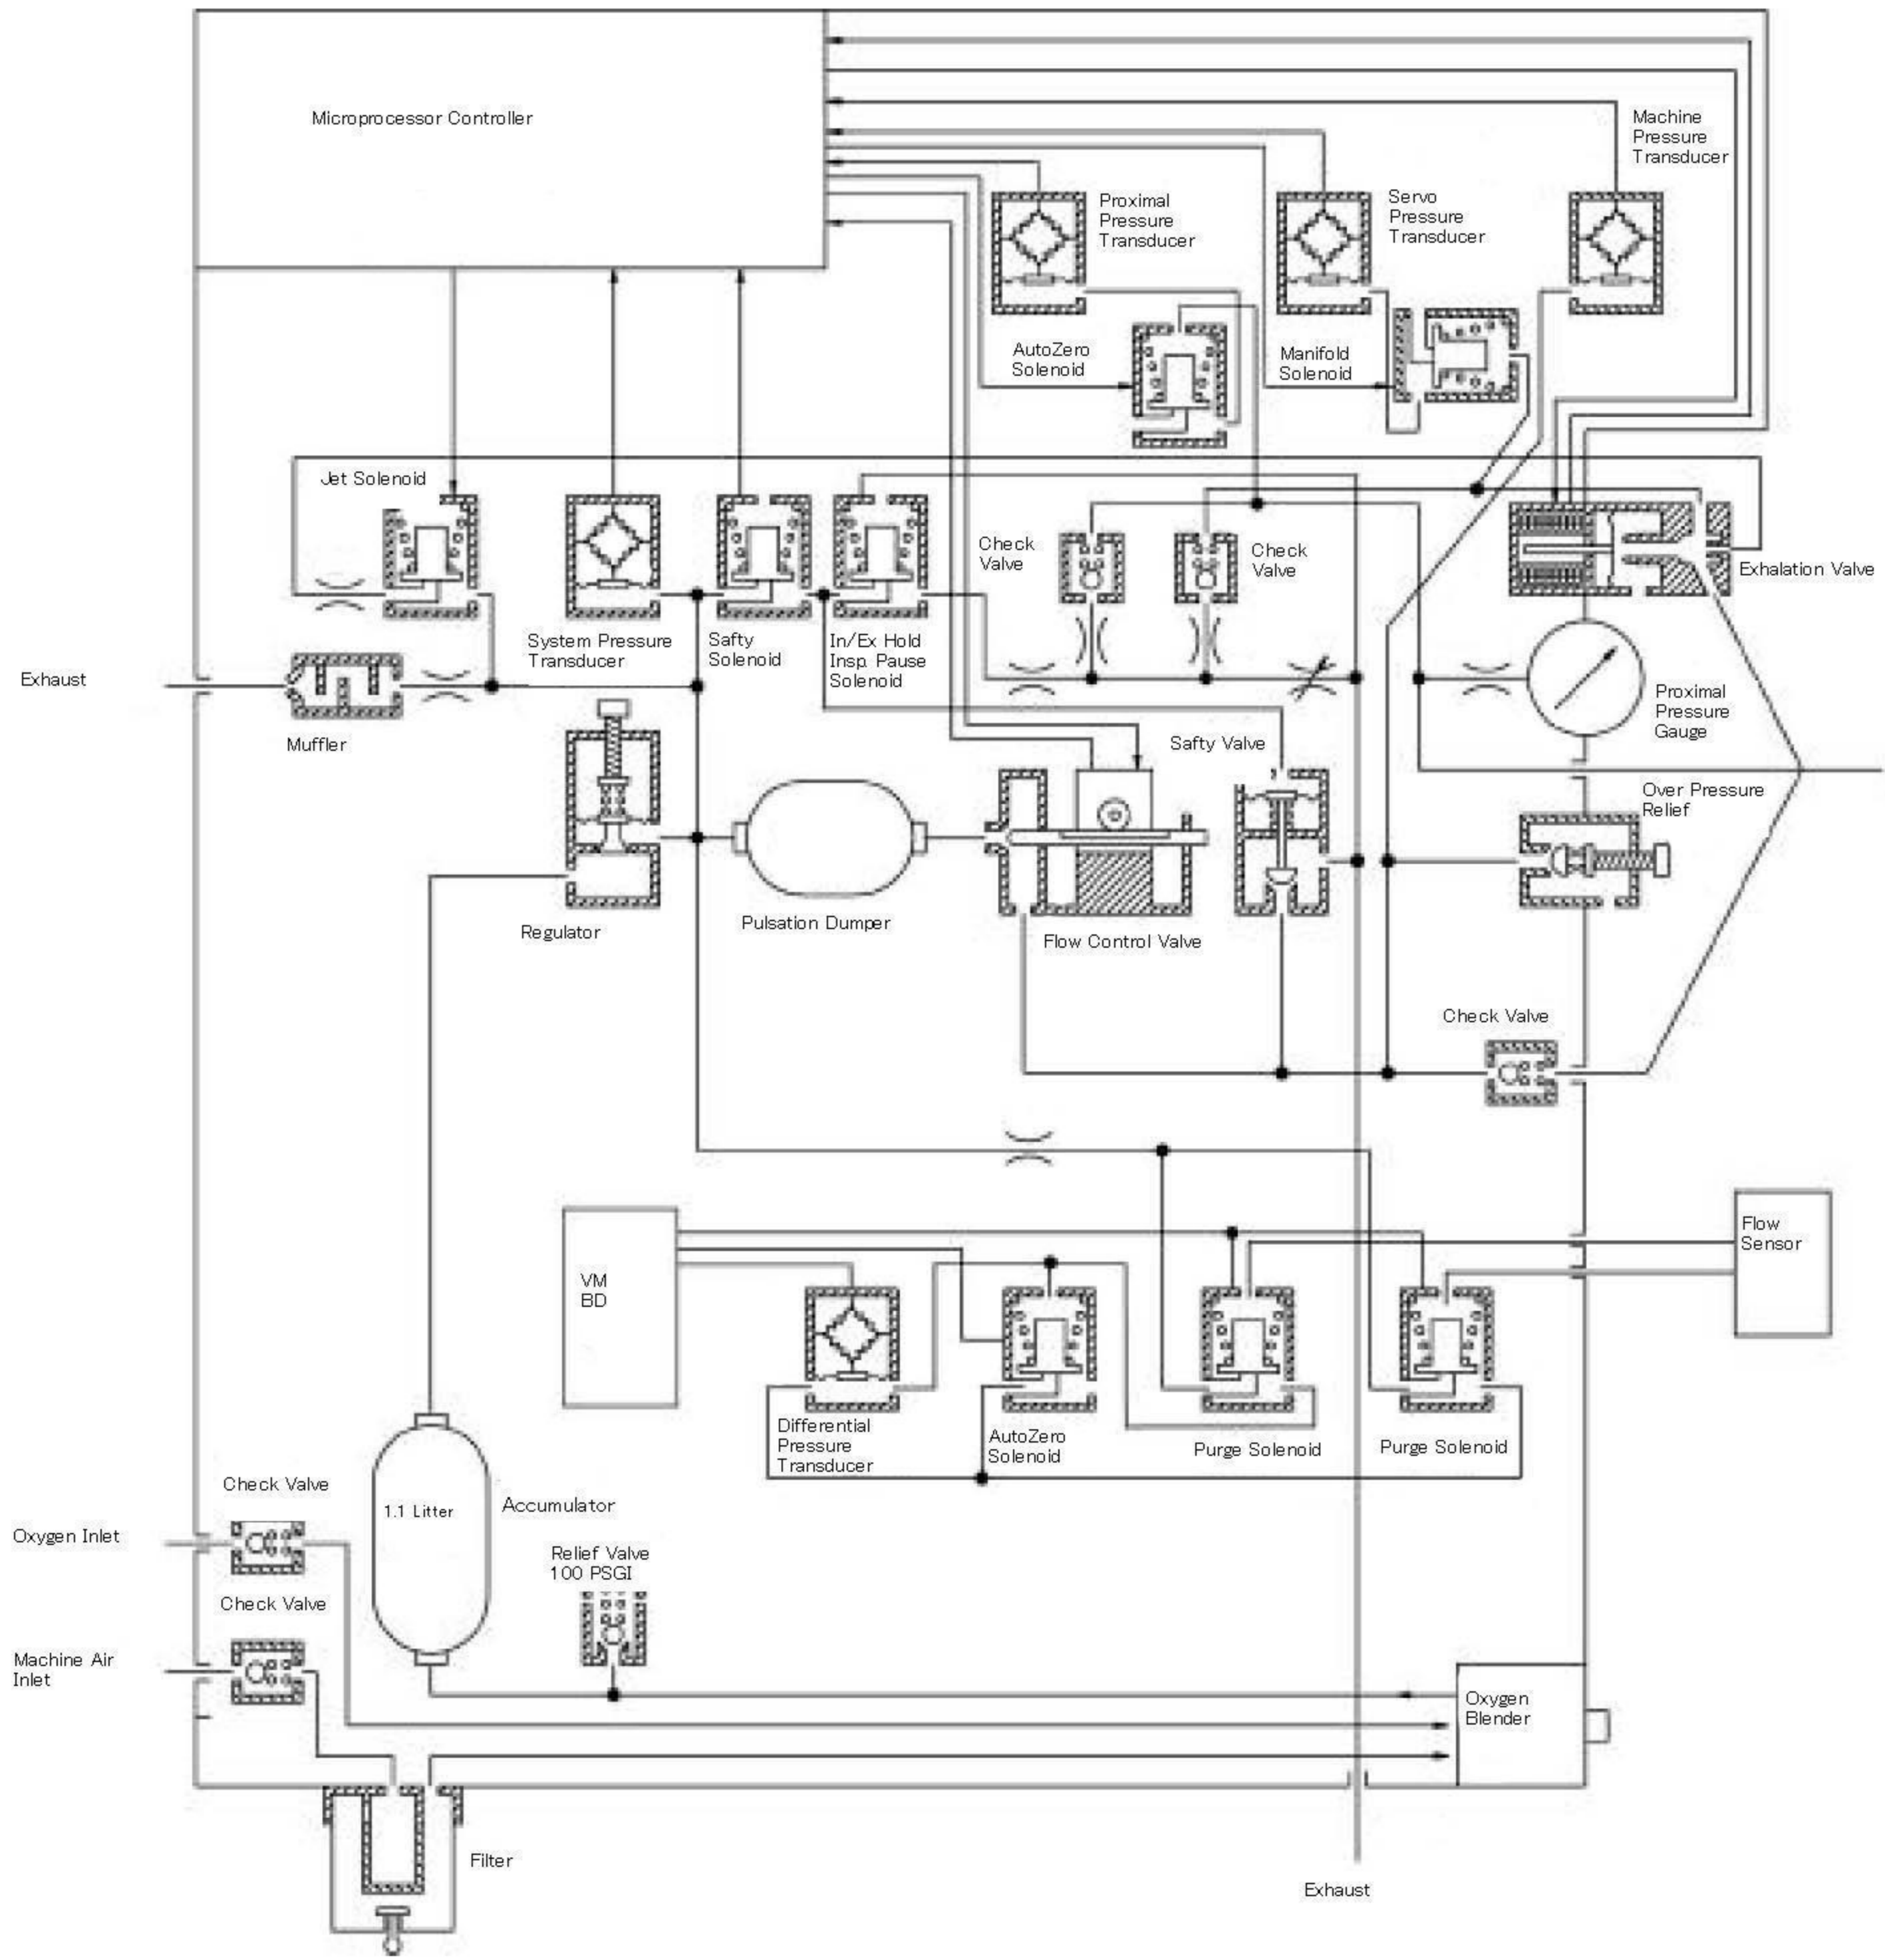 Microprocessor Controller
Machine
Pressure
Transducer
Proximal
Pressure
Transducer
Servo
Pressure
Transducer
AutoZero
Solenoid
Manifold
Solenoid
Jet Solenoid
Check
Valve
Check
Valve
Exhalation Valve
System Pressure
Transducer
Safty
Solenoid
In/Ex Hold
Insp. Pause
Solenoid
Exhaust
Muffler
Proximal
Pressure
Gauge
Safty Valve
Over Pressure
Relief
Regulator
Pulsation Dumper
Flow Control Valve
Check Valve
Flow
Sensor
VM
BD
Differential
Pressure
Transducer
AutoZero
Solenoid
Purge Solenoid
Purge Solenoid
Check Valve
1.1 Litter
Accumulator
Oxygen Inlet
Relief Valve
100 PSGI
Check Valve
Machine Air
Inlet
Oxygen
Blender
Filter
Exhaust